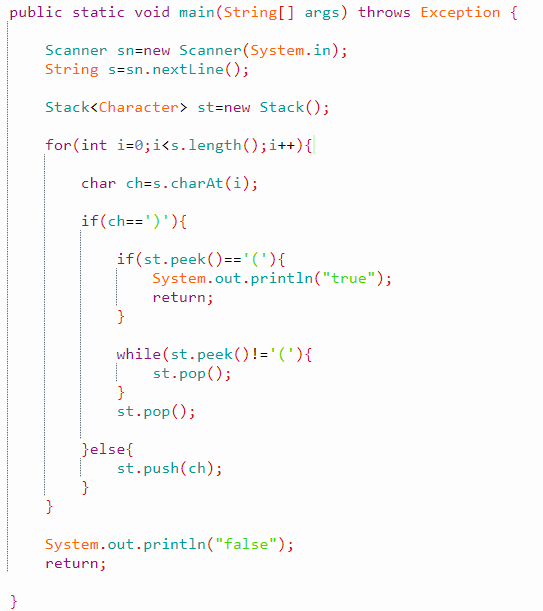 public static void main(String[] args) throws Exception {
Scanner sn=new Scanner(System.in);
String s=sn.nextLine();
Stack<Character> st=new Stack();
for(int i=0;i<s.length();i++){
char ch=s.charAt(i);
if(ch==')'){
if(st.peek()=='('){
System.out.println("true");
return;
}
while(st.peek()!='('){
st.pop();
}
st.pop();
}else{
st.push(ch);
}
}
System.out.println("false");
return;
}